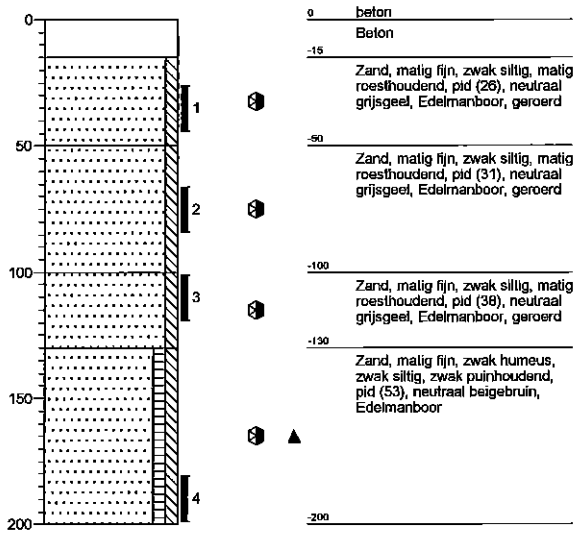 0
0 beton
Beton
-15
Zand, matig fijn, zwak siltig, matig
roesthoudend, pid (26), neutraal
grijsgeel, Edelmanboor, geroerd
1
50
-50
Zand, matig fijn, zwak siltig, matig
roesthoudend, pid (31), neutraal
grijsgeel, Edelmanboor, geroerd
2
100
-100
Zand, matig fijn, zwak siltig, matig
roesthoudend, pid (38), neutraal
grijsgeel, Edelmanboor, geroerd
3
-130
Zand, matig fijn, zwak humeus,
zwak siltig, zwak puinhoudend,
pid (53), neutraal beigebruin,
Edelmanboor
150
4
200
-200